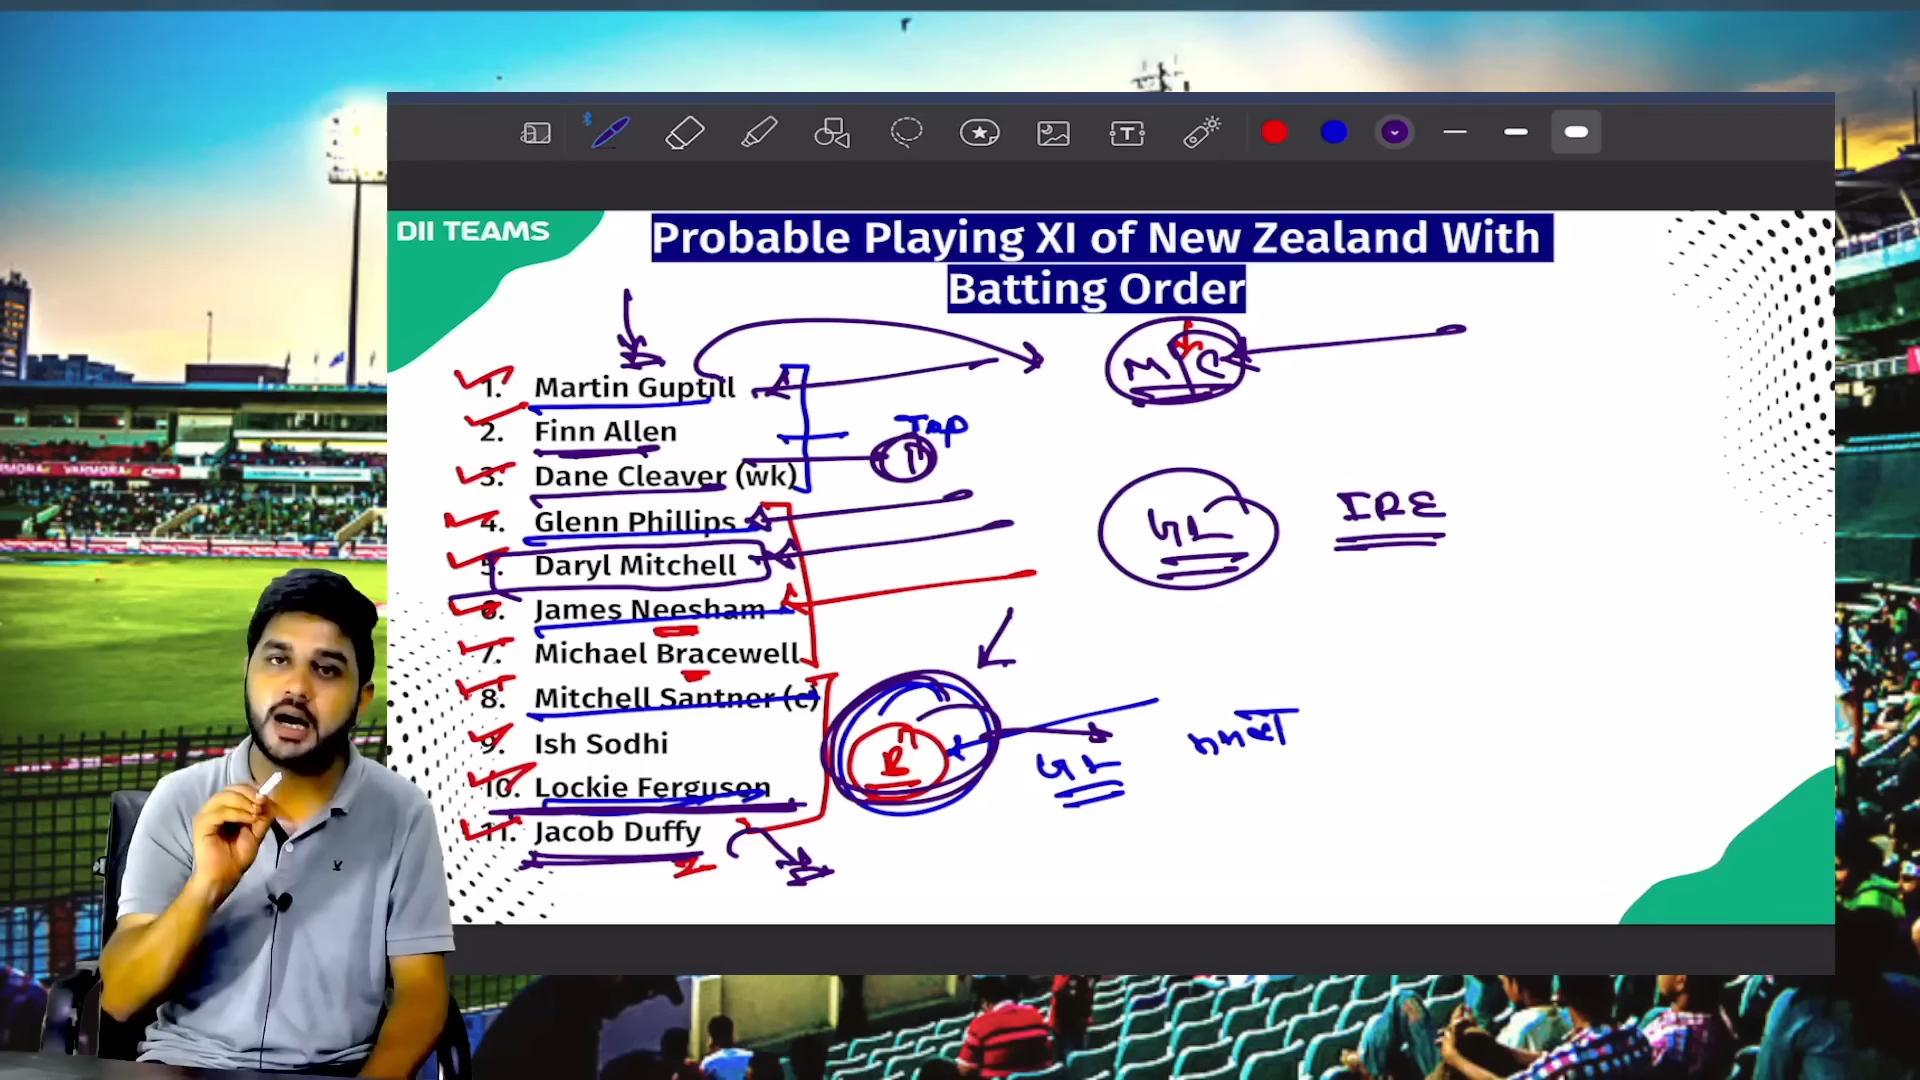 D11 TEAMS
Probable Playing XI of New Zealand With
Batting Order
1. Martin Guptill
2. Finn Allen
3. Dane Cleaver (wk)
4. Glenn Phillips
5. Daryl Mitchell
6. James Neesham
7. Michael Bracewell
8. Mitchell Santner (c)
9. Ish Sodhi
10. Lockie Ferguson
11. Jacob Duffy
Top
GL
IRE
GL
VARMORA